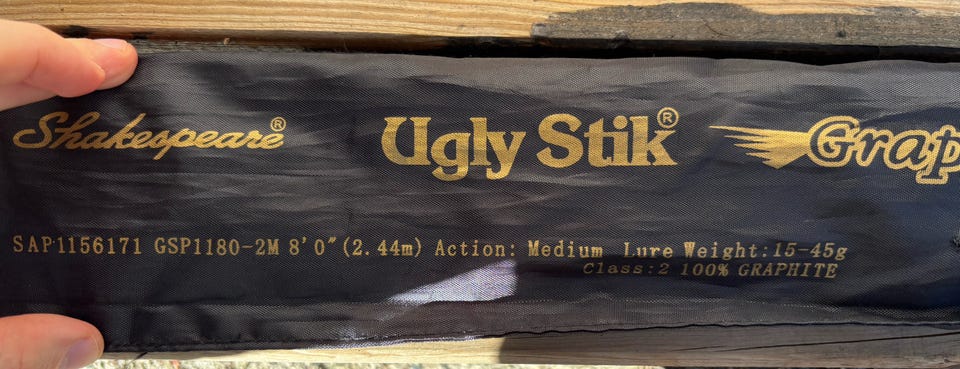 Shakespeare® Ugly Stik® Grap
SAP1156171 GSP1180-2M 8'0"(2.44m) Action: Medium Lure Weight:15-45g
Class:2 100% GRAPHITE